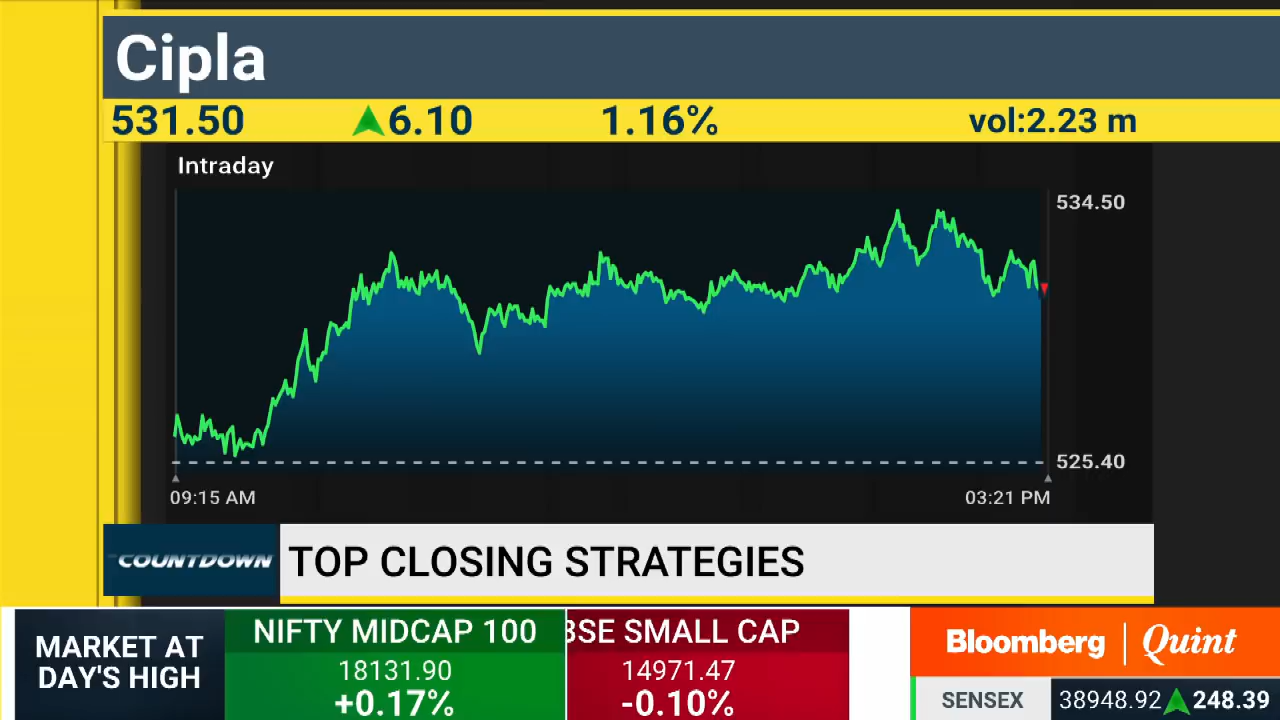 Cipla
531.50 6.10 1.16% vol:2.23 m
Intraday
534.50
525.40
09:15 AM 03:21 PM
COUNTDOWN TOP CLOSING STRATEGIES
MARKET AT
DAY'S HIGH
NIFTY MIDCAP 100
18131.90
+0.17%
BSE SMALL CAP
14971.47
-0.10%
Bloomberg | Quint
SENSEX 38948.92 248.39